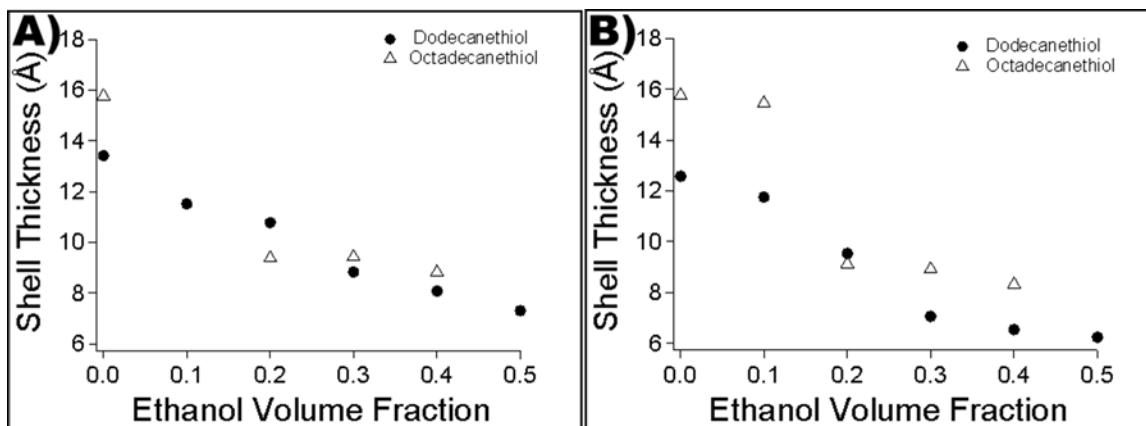 A)
Dodecanethiol
Octadecanethiol
Shell Thickness (Å)
18
16
14
12
10
8
6
0.0 0.1 0.2 0.3 0.4 0.5
Ethanol Volume Fraction
B)
Dodecanethiol
Octadecanethiol
Shell Thickness (Å)
18
16
14
12
10
8
6
0.0 0.1 0.2 0.3 0.4 0.5
Ethanol Volume Fraction